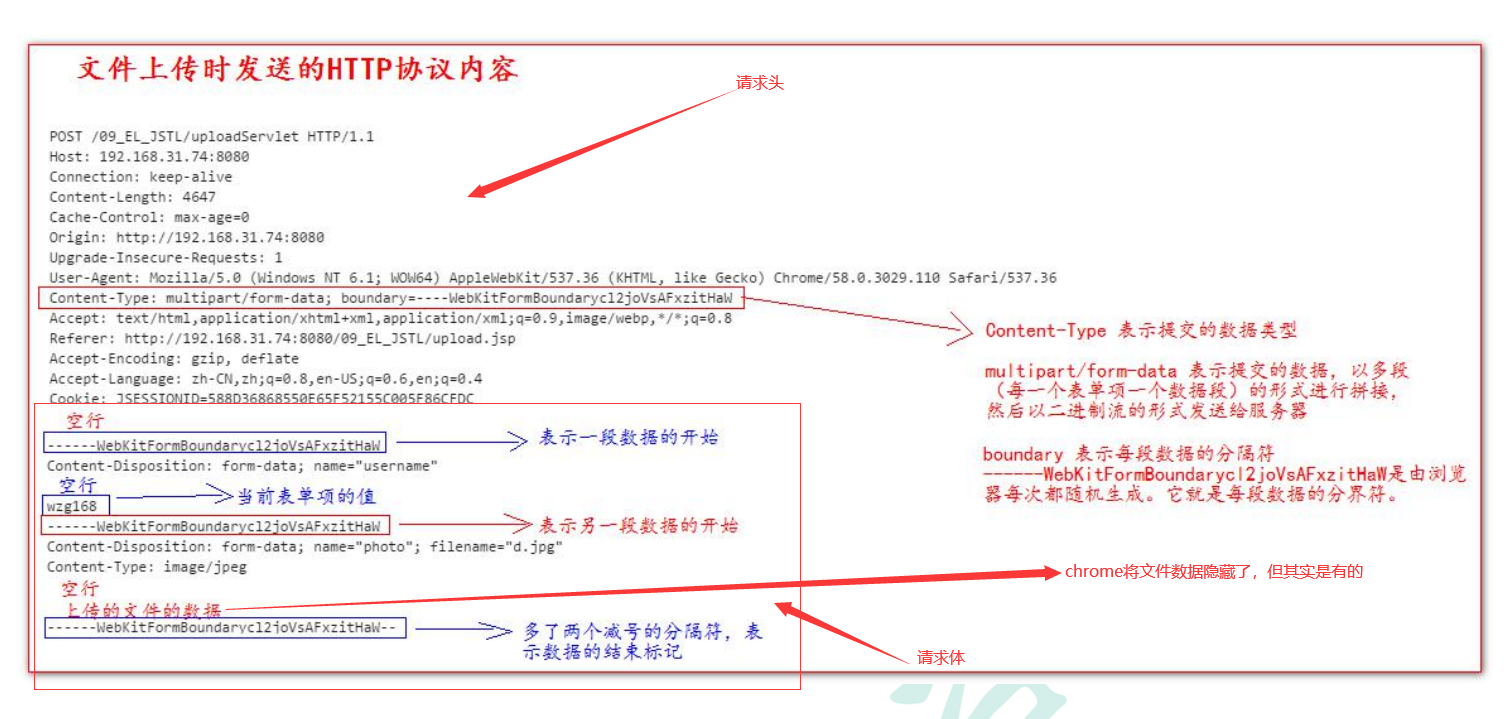 文件上传时发送的HTTP协议内容
请求头
POST /09_EL_JSTL/uploadServlet HTTP/1.1
Host: 192.168.31.74:8080
Connection: keep-alive
Content-Length: 4647
Cache-Control: max-age=0
Origin: http://192.168.31.74:8080
Upgrade-Insecure-Requests: 1
User-Agent: Mozilla/5.0 (Windows NT 6.1; WOW64) AppleWebKit/537.36 (KHTML, like Gecko) Chrome/58.0.3029.110 Safari/537.36
Content-Type: multipart/form-data; boundary=----WebKitFormBoundarycl2joVsAFxzitHaW
Accept: text/html,application/xhtml+xml,application/xml;q=0.9,image/webp,*/*;q=0.8
Referer: http://192.168.31.74:8080/09_EL_JSTL/upload.jsp
Accept-Encoding: gzip, deflate
Accept-Language: zh-CN,zh;q=0.8,en-US;q=0.6,en;q=0.4
Cookie: JSESSIONID=588D36868550E65F52155C005F86CFDC
Content-Type 表示提交的数据类型
multipart/form-data 表示提交的数据，以多段
（每一个表单项一个数据段）的形式进行拼接，
然后以二进制流的形式发送给服务器
boundary 表示每段数据的分隔符
------WebKitFormBoundarycl2joVsAFxzitHaW是由浏览
器每次都随机生成。它就是每段数据的分界符。
空行
------WebKitFormBoundarycl2joVsAFxzitHaW
表示一段数据的开始
Content-Disposition: form-data; name="username"
空行
wzg168
当前表单项的值
------WebKitFormBoundarycl2joVsAFxzitHaW
表示另一段数据的开始
Content-Disposition: form-data; name="photo"; filename="d.jpg"
Content-Type: image/jpeg
空行
上传的文件的数据
chrome将文件数据隐藏了，但其实是有的
------WebKitFormBoundarycl2joVsAFxzitHaW--
多了两个减号的分隔符，表
示数据的结束标记
请求体